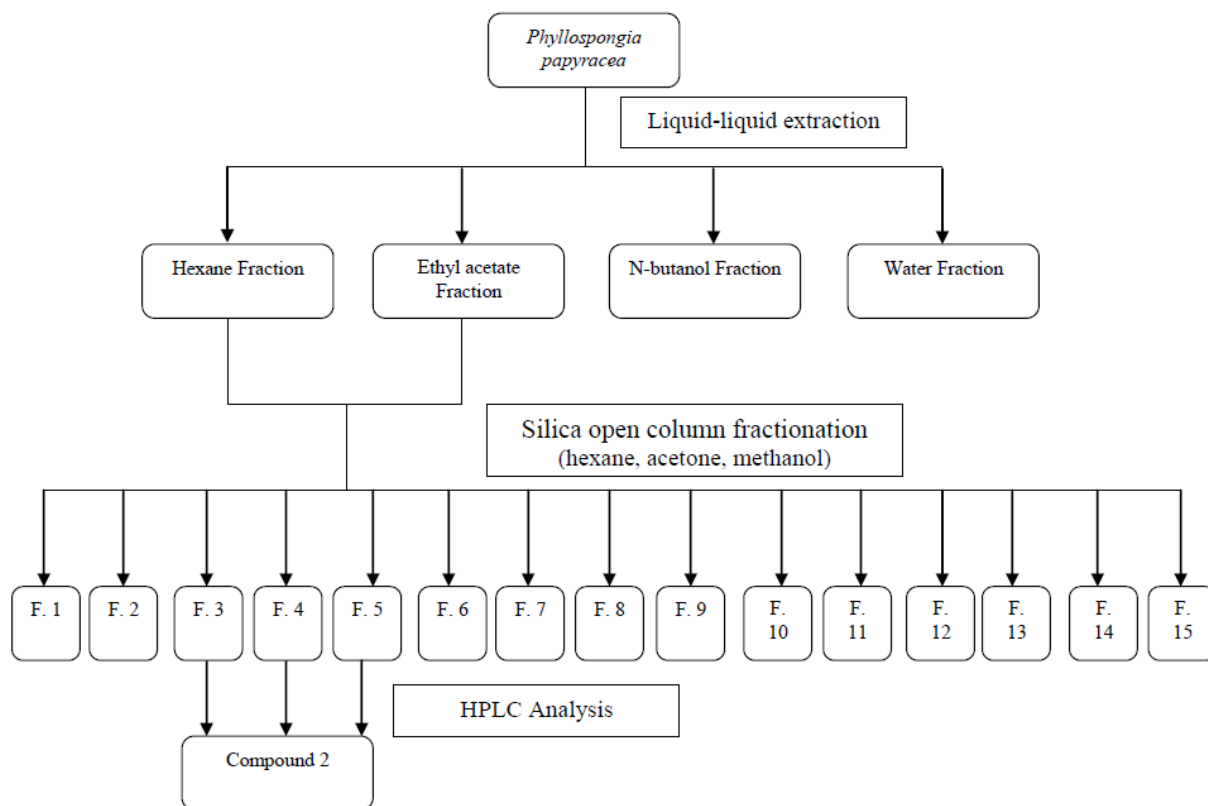 Phyllospongia
papyracea
Liquid-liquid extraction
Hexane Fraction
Ethyl acetate
Fraction
N-butanol Fraction
Water Fraction
Silica open column fractionation
(hexane, acetone, methanol)
F. 1
F. 2
F. 3
F. 4
F. 5
F. 6
F. 7
F. 8
F. 9
F.
10
F.
11
F.
12
F.
13
F.
14
F.
15
HPLC Analysis
Compound 2